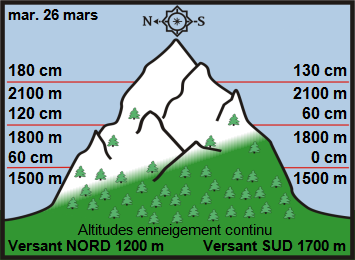 mar. 26 mars
N S
180 cm 130 cm
2100 m 2100 m
120 cm 60 cm
1800 m 1800 m
60 cm 0 cm
1500 m 1500 m
Altitudes enneigement continu
Versant NORD 1200 m Versant SUD 1700 m